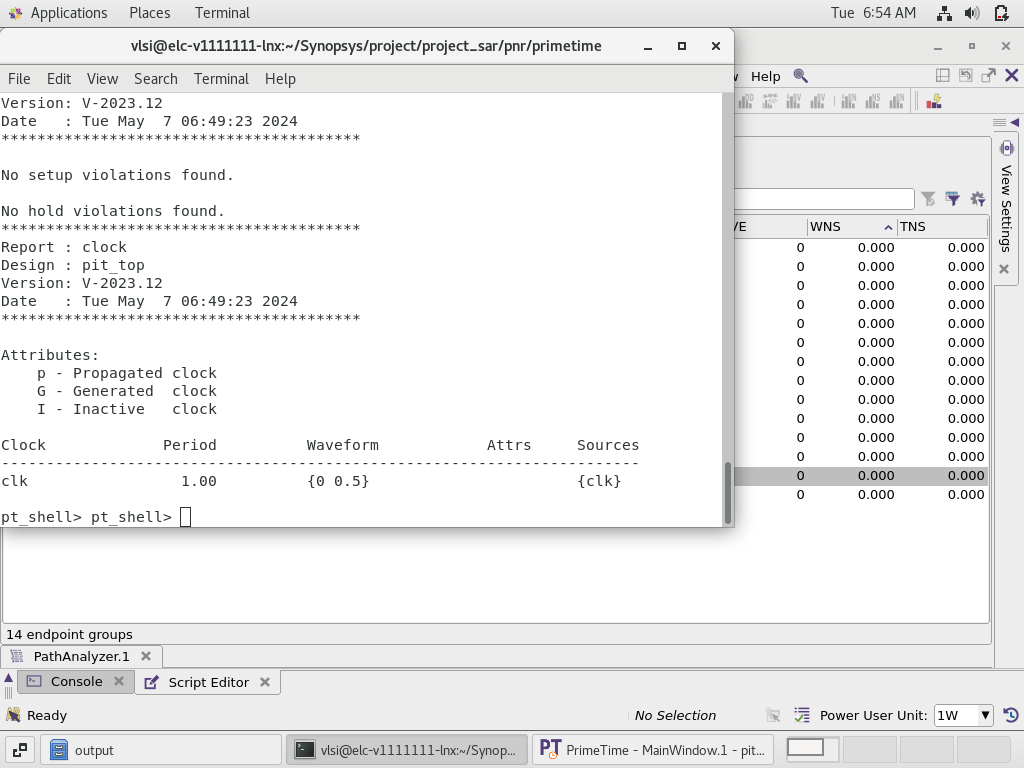 Applications Places Terminal Tue 6:54 AM
vlsi@elc-v1111111-lnx:~/Synopsys/project/project_sar/pnr/primetime
File Edit View Search Terminal Help
Help
Version: V-2023.12
Date   : Tue May  7 06:49:23 2024
****************************************
No setup violations found.
No hold violations found.
****************************************
Report : clock
Design : pit_top
Version: V-2023.12
Date   : Tue May  7 06:49:23 2024
****************************************
Attributes:
    p - Propagated clock
    G - Generated  clock
    I - Inactive   clock
Clock             Period          Waveform            Attrs     Sources
-----------------------------------------------------------------------
clk                 1.00          {0 0.5}                       {clk}
pt_shell> pt_shell>
WNS TNS
0 0.000 0.000
0 0.000 0.000
0 0.000 0.000
0 0.000 0.000
0 0.000 0.000
0 0.000 0.000
0 0.000 0.000
0 0.000 0.000
0 0.000 0.000
0 0.000 0.000
0 0.000 0.000
0 0.000 0.000
0 0.000 0.000
0 0.000 0.000
View Settings
14 endpoint groups
PathAnalyzer.1
Console Script Editor
Ready No Selection Power User Unit: 1W
output vlsi@elc-v1111111-lnx:~/Synop... PT PrimeTime - MainWindow.1 - pit...